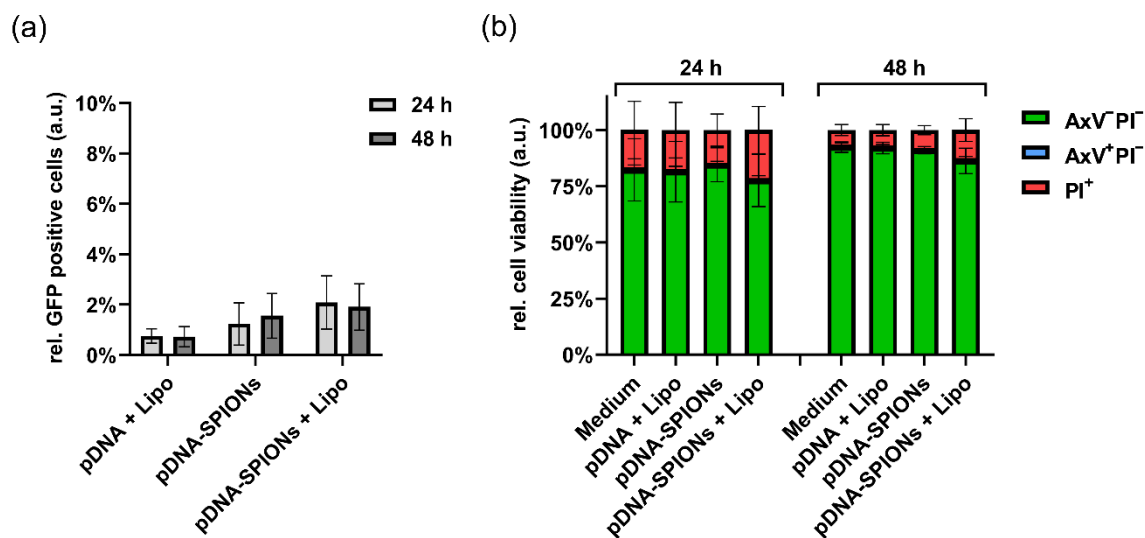 (a)
rel. GFP positive cells (a.u.)
10%
8%
6%
4%
2%
0%
24 h
48 h
pDNA + Lipo
pDNA-SPIONs
pDNA-SPIONs + Lipo
(b)
24 h
48 h
rel. cell viability (a.u.)
100%
75%
50%
25%
0%
Medium
pDNA + Lipo
pDNA-SPIONs
pDNA-SPIONs + Lipo
Medium
pDNA + Lipo
pDNA-SPIONs
pDNA-SPIONs + Lipo
AxV⁻PI⁻
AxV⁺PI⁻
PI⁺